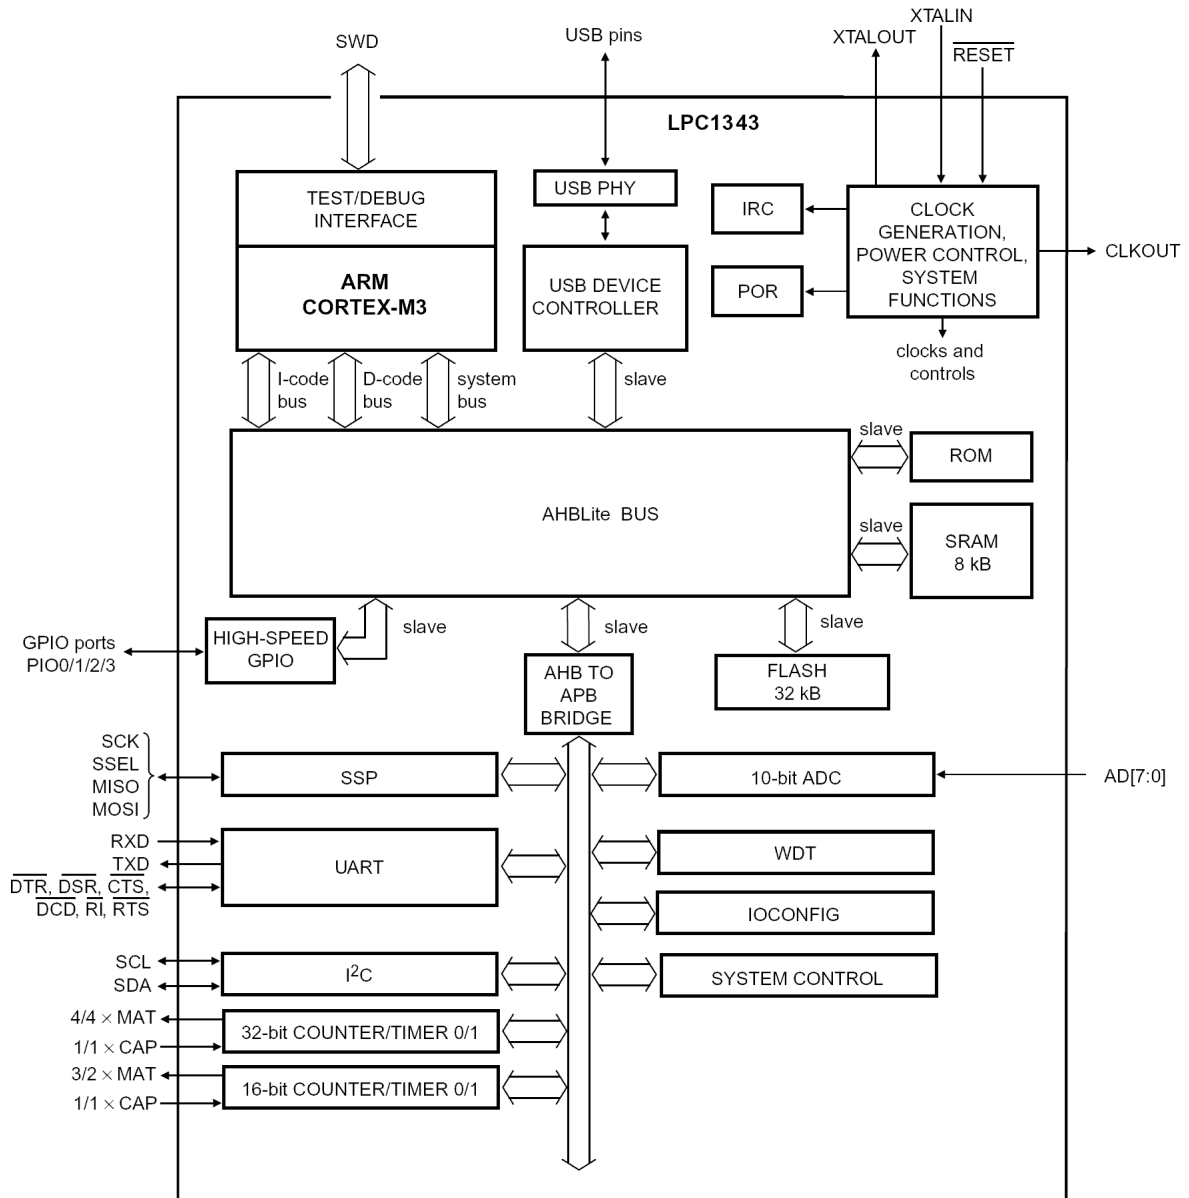 XTALIN
XTALOUT
USB pins
SWD
RESET
LPC1343
TEST/DEBUG
INTERFACE
USB PHY
IRC
CLOCK
GENERATION,
POWER CONTROL,
SYSTEM
FUNCTIONS
CLKOUT
ARM
CORTEX-M3
USB DEVICE
CONTROLLER
POR
clocks and
controls
I-code
bus
D-code
bus
system
bus
slave
slave
ROM
AHBLite BUS
slave
SRAM
8 kB
GPIO ports
PIO0/1/2/3
HIGH-SPEED
GPIO
slave
slave
slave
AHB TO
APB
BRIDGE
FLASH
32 kB
SCK
SSEL
MISO
MOSI
SSP
10-bit ADC
AD[7:0]
RXD
TXD
DTR, DSR, CTS,
DCD, RI, RTS
UART
WDT
IOCONFIG
SCL
SDA
I2C
SYSTEM CONTROL
4/4 × MAT
1/1 × CAP
32-bit COUNTER/TIMER 0/1
3/2 × MAT
1/1 × CAP
16-bit COUNTER/TIMER 0/1